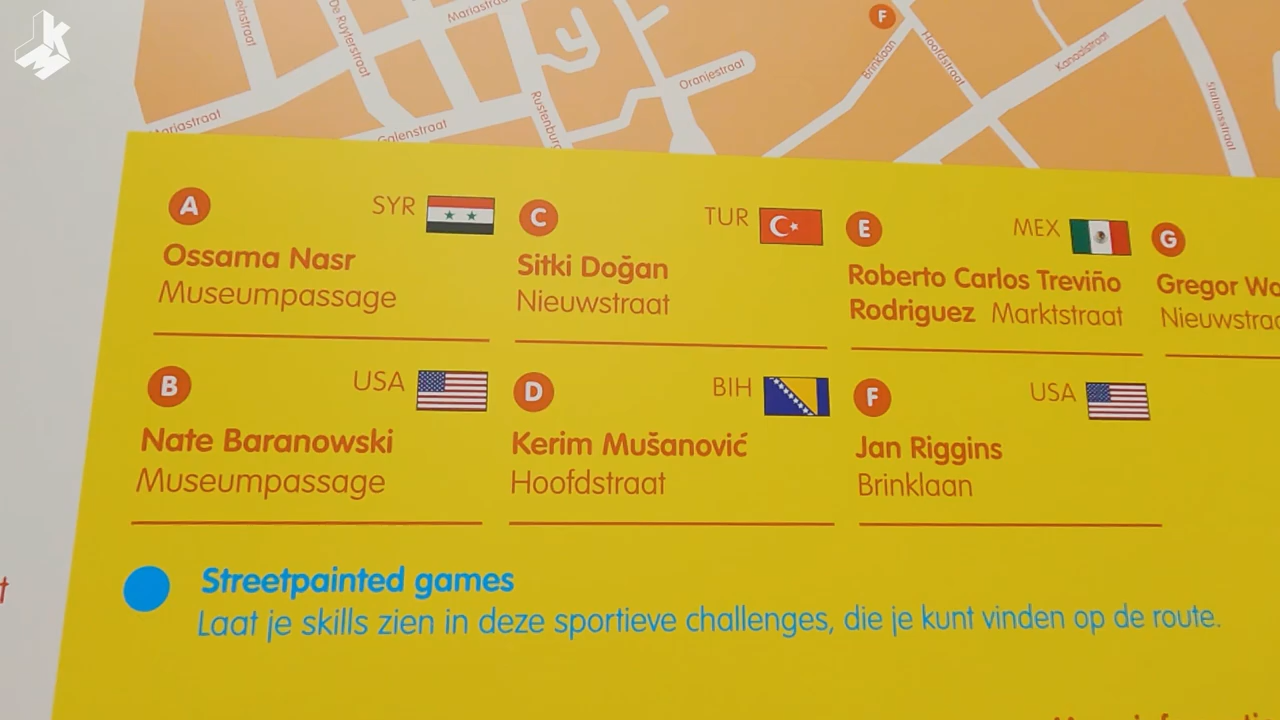 De Ruyterstraat
Mariastraat
F
Brinklaan
Hoofdstraat
Kanaalstraat
Oranjestraat
Stationsstraat
Galenstraat
A
SYR
Ossama Nasr
Museumpassage
C
TUR
Sitki Doğan
Nieuwstraat
E
MEX
Roberto Carlos Treviño
Rodriguez Marktstraat
G
Gregor
B
USA
Nate Baranowski
Museumpassage
D
BIH
Kerim Mušanović
Hoofdstraat
F
USA
Jan Riggins
Brinklaan
Streetpainted games
Laat je skills zien in deze sportieve challenges, die je kunt vinden op de route.